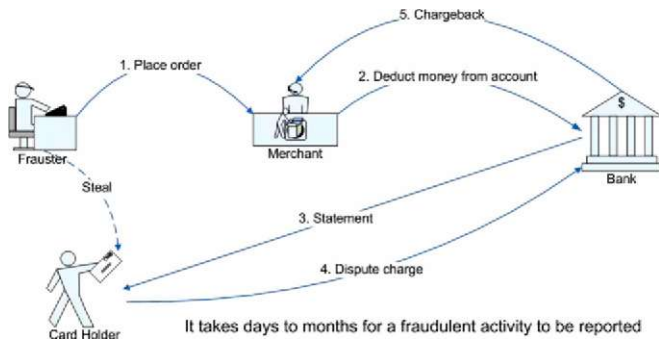 5. Chargeback
1. Place order
2. Deduct money from account
$
Frauster
Merchant
Bank
Steal
3. Statement
4. Dispute charge
Card Holder
It takes days to months for a fraudulent activity to be reported